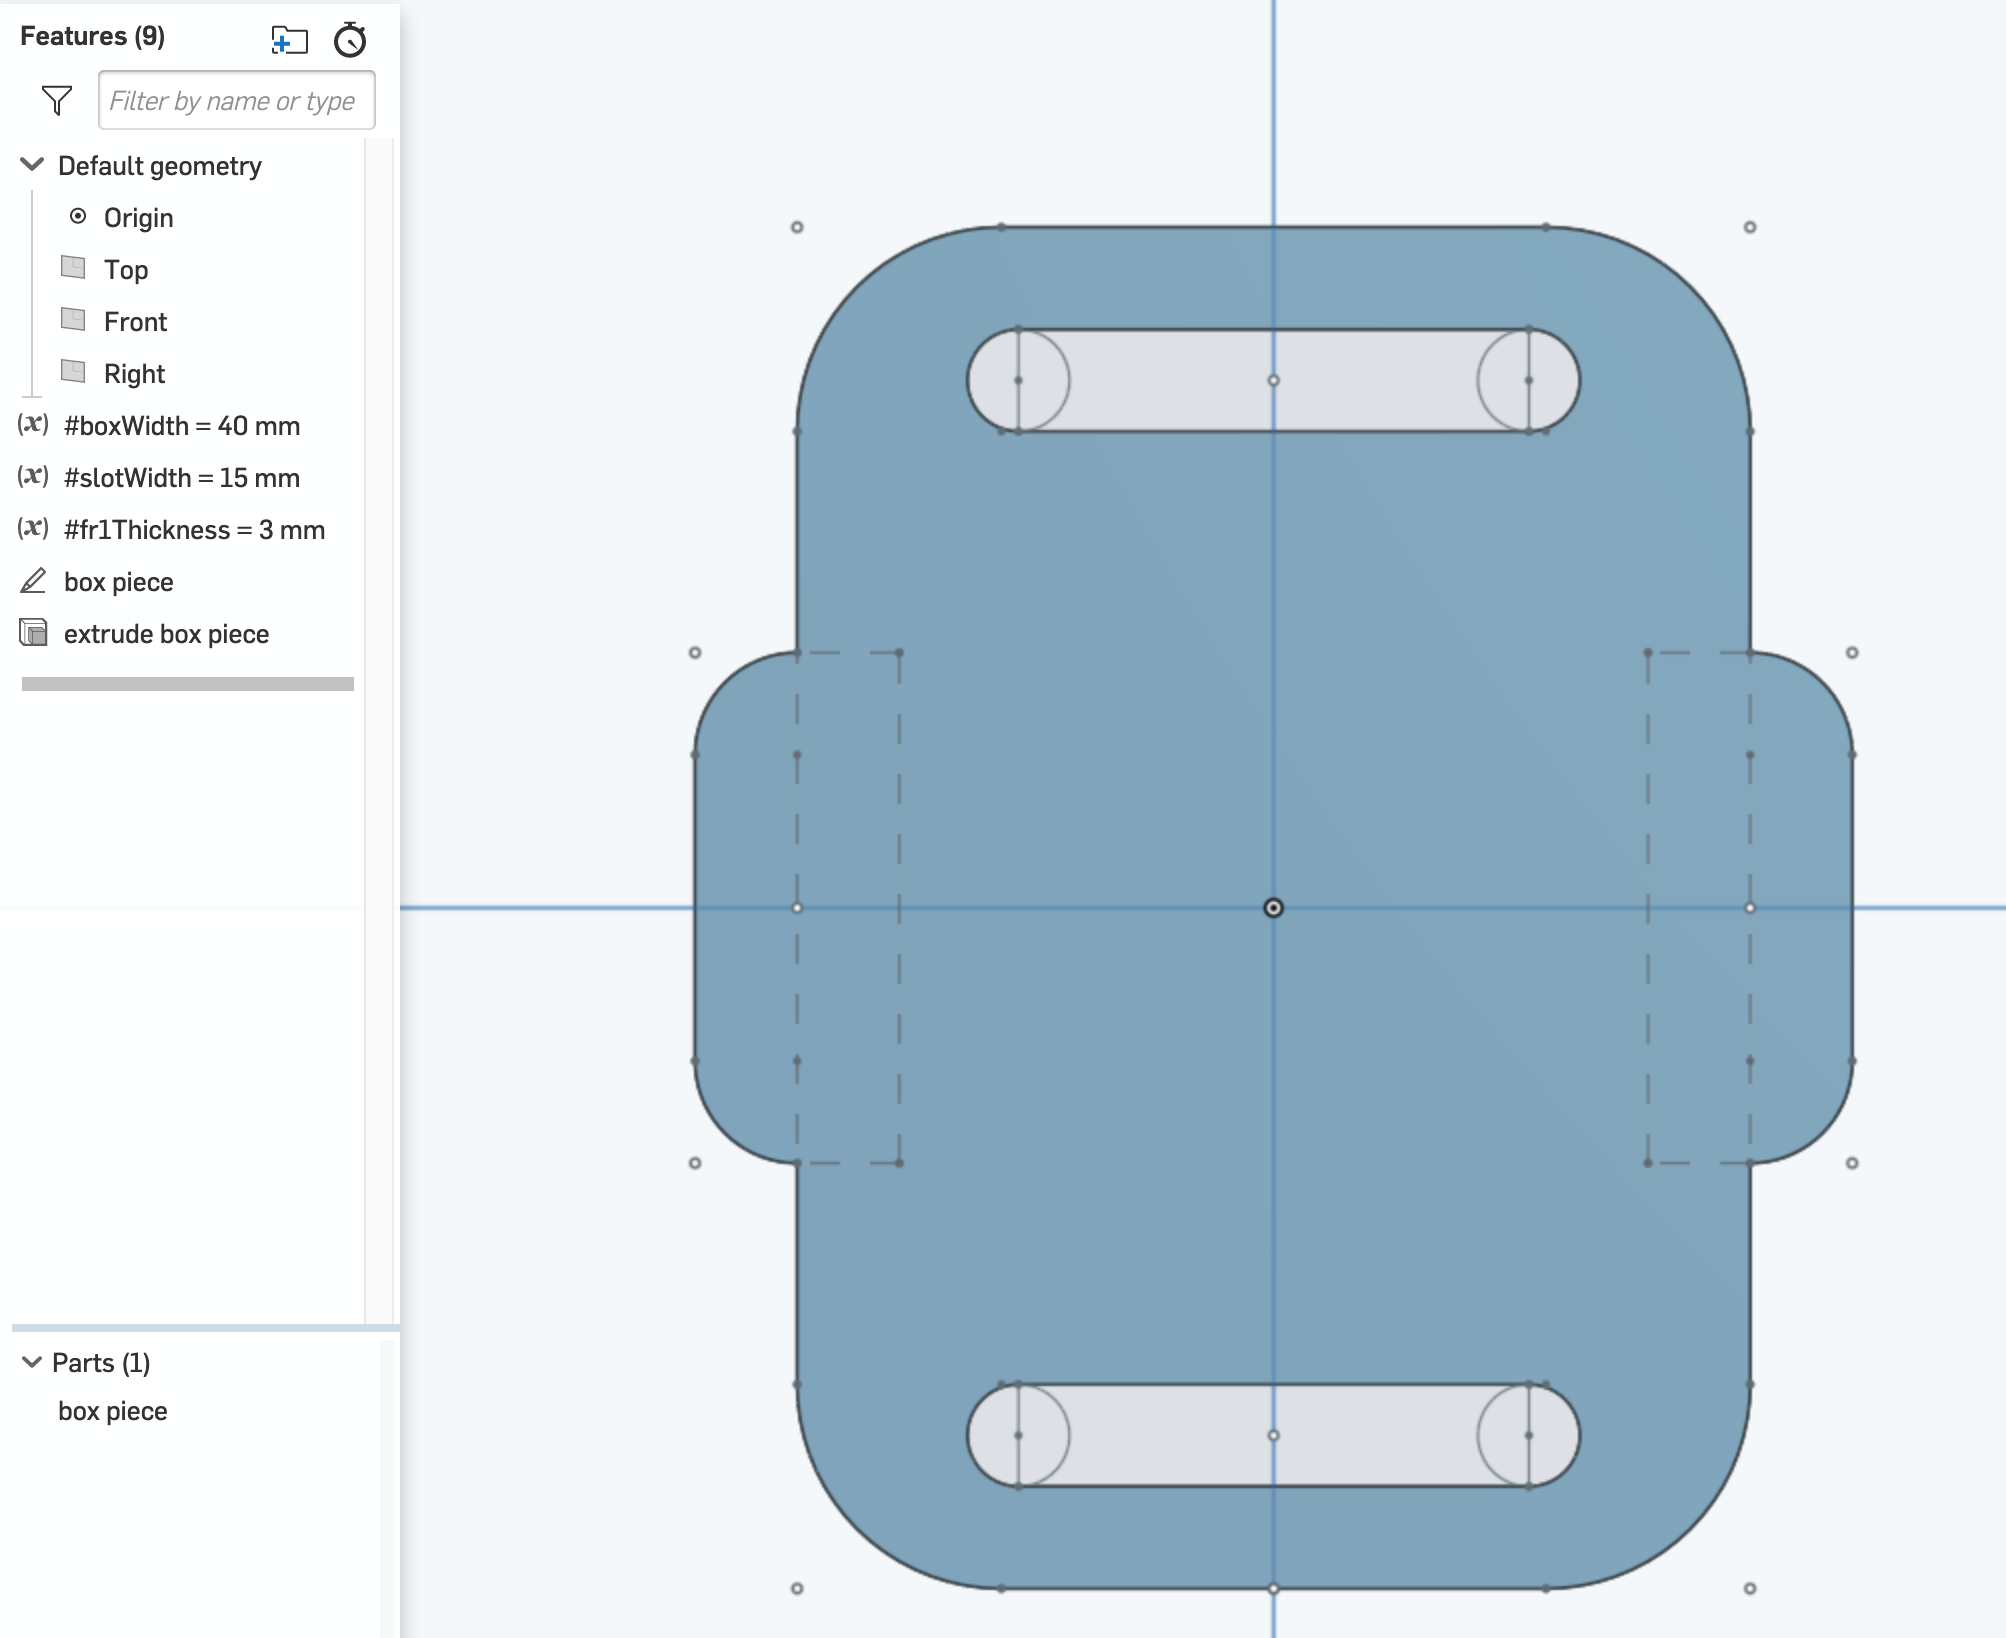 Features (9)
Filter by name or type
Default geometry
Origin
Top
Front
Right
(x) #boxWidth = 40 mm
(x) #slotWidth = 15 mm
(x) #fr1Thickness = 3 mm
box piece
extrude box piece
Parts (1)
box piece